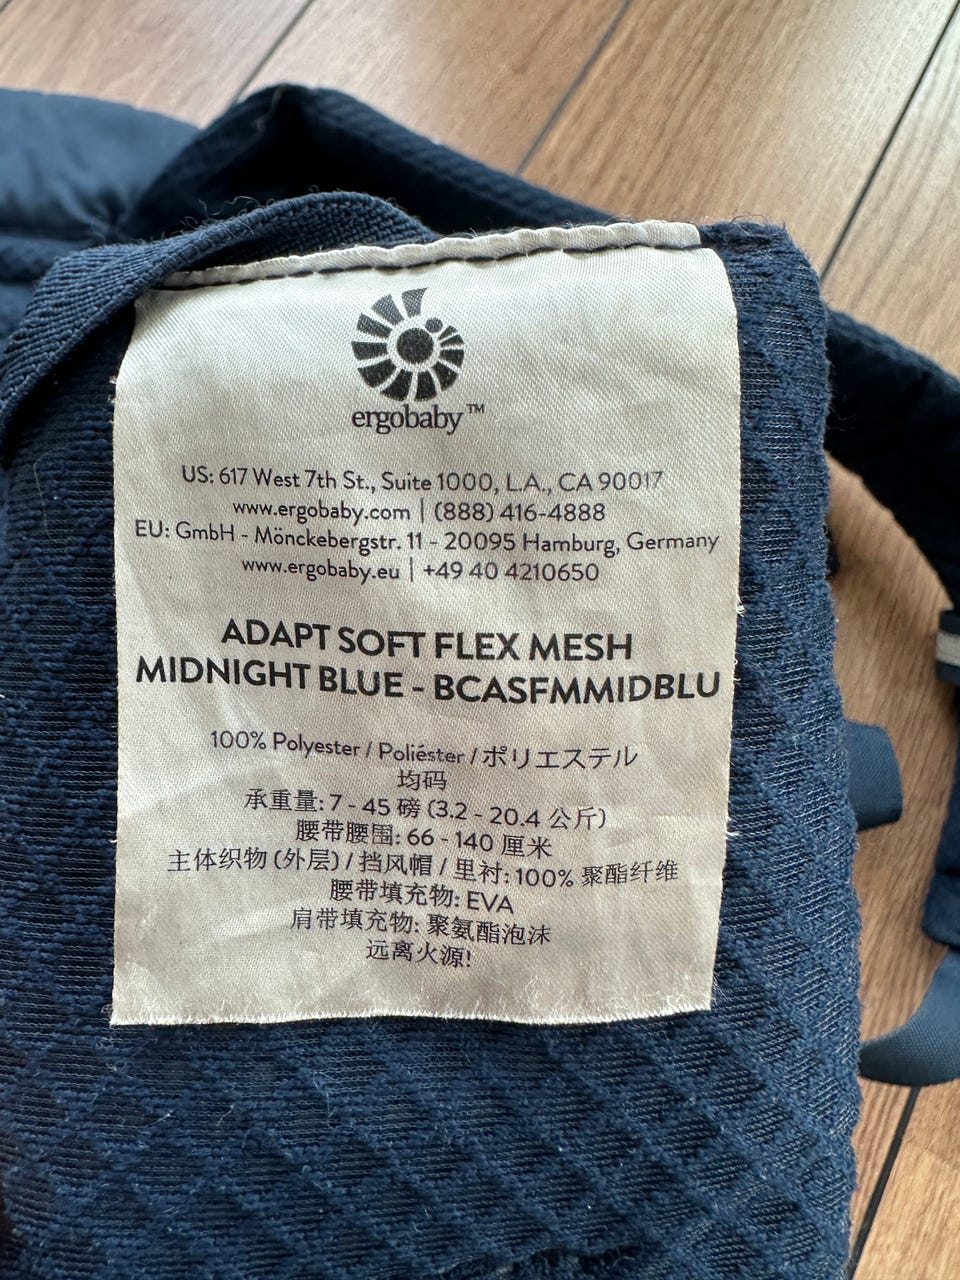 ergobaby™
US: 617 West 7th St., Suite 1000, L.A., CA 90017
www.ergobaby.com | (888) 416-4888
EU: GmbH - Mönckebergstr. 11 - 20095 Hamburg, Germany
www.ergobaby.eu | +49 40 4210650
ADAPT SOFT FLEX MESH
MIDNIGHT BLUE - BCASFMMIDBLU
100% Polyester / Poliéster / ポリエステル
均码
承重量: 7 - 45 磅 (3.2 - 20.4 公斤)
腰带腰围: 66 - 140 厘米
主体织物 (外层) / 挡风帽 / 里衬: 100% 聚酯纤维
腰带填充物: EVA
肩带填充物: 聚氨酯泡沫
远离火源!